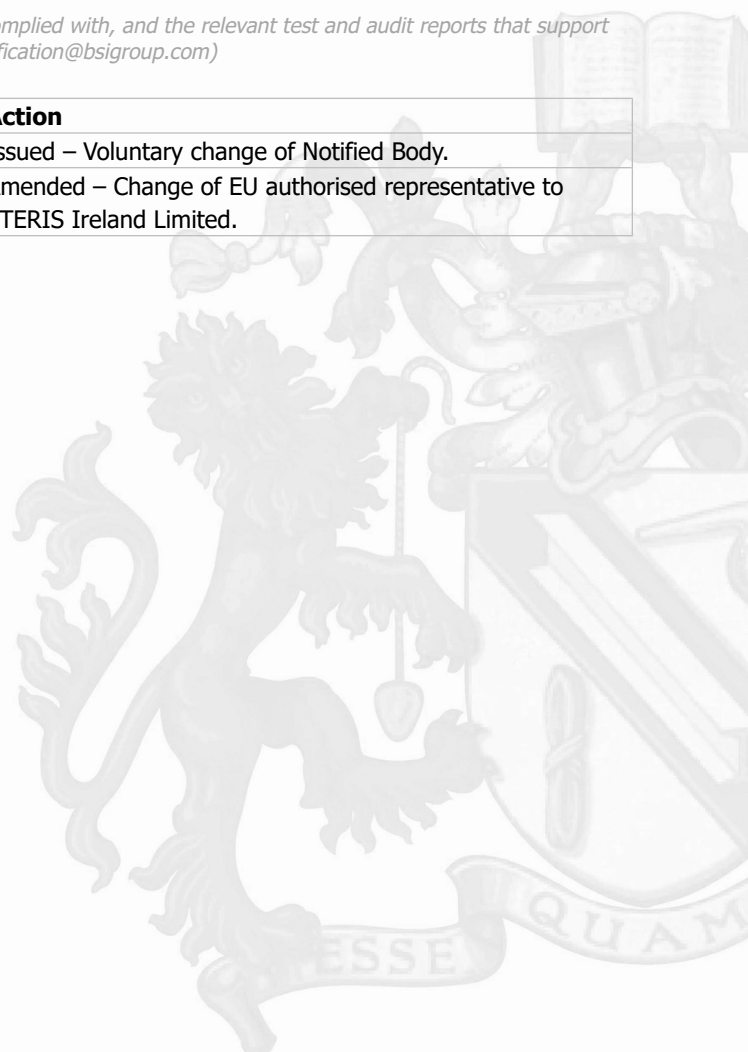 omplied with, and the relevant test and audit reports that support
fication@bsigroup.com)
Action
ssued – Voluntary change of Notified Body.
mended – Change of EU authorised representative to
TERIS Ireland Limited.
ESSE
QUAM